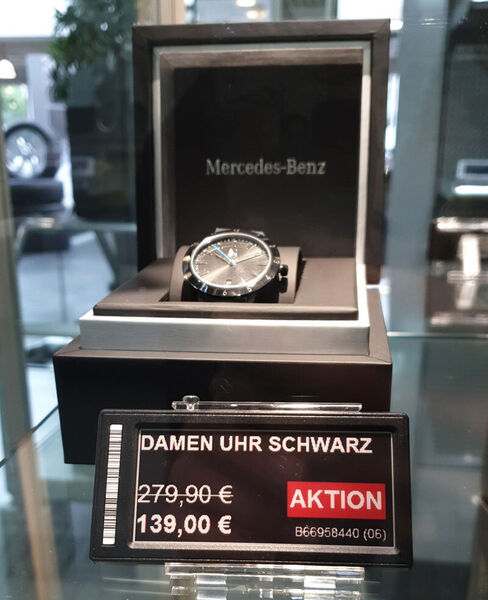 Mercedes-Benz
DAMEN UHR SCHWARZ
279,90 €
AKTION
139,00 €
B66958440 (06)